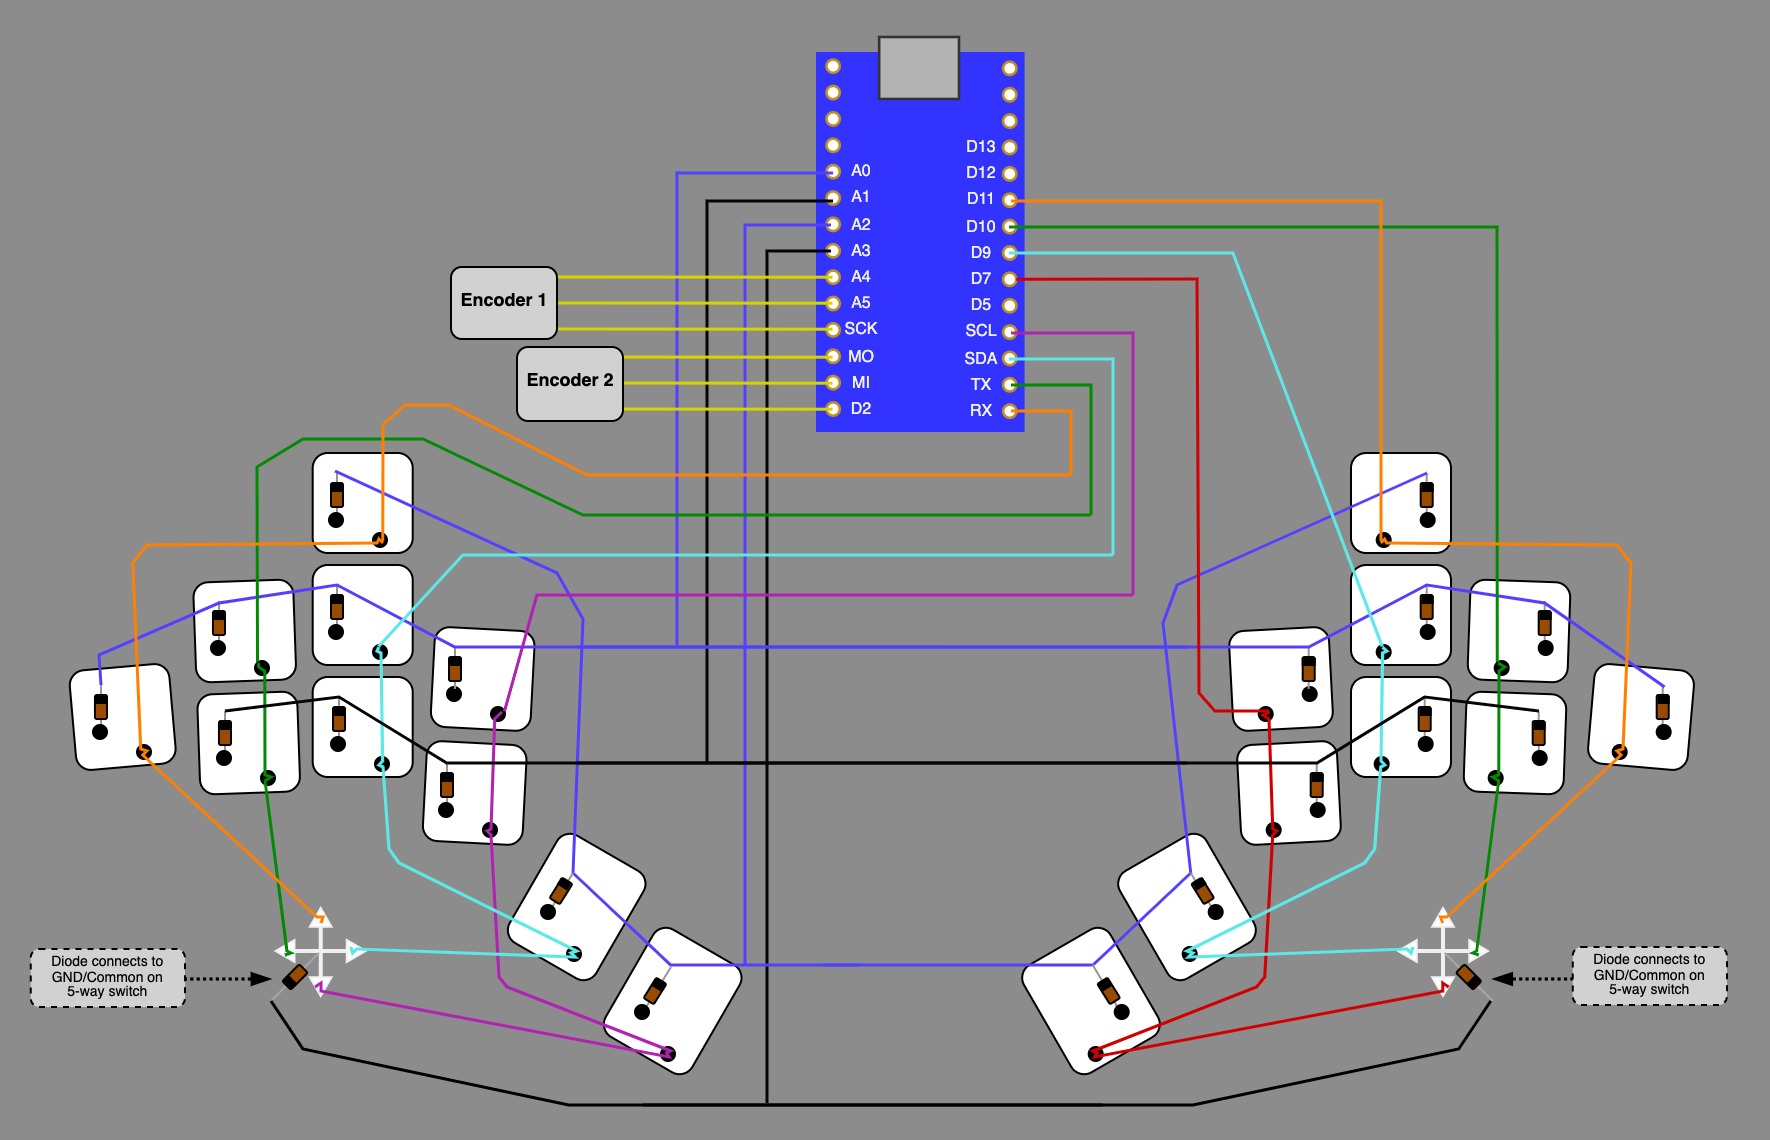 D13
A0
D12
A1
D11
A2
D10
A3
D9
A4
D7
Encoder 1
A5
D5
SCK
SCL
MO
SDA
Encoder 2
MI
TX
D2
RX
Diode connects to
GND/Common on
5-way switch
Diode connects to
GND/Common on
5-way switch